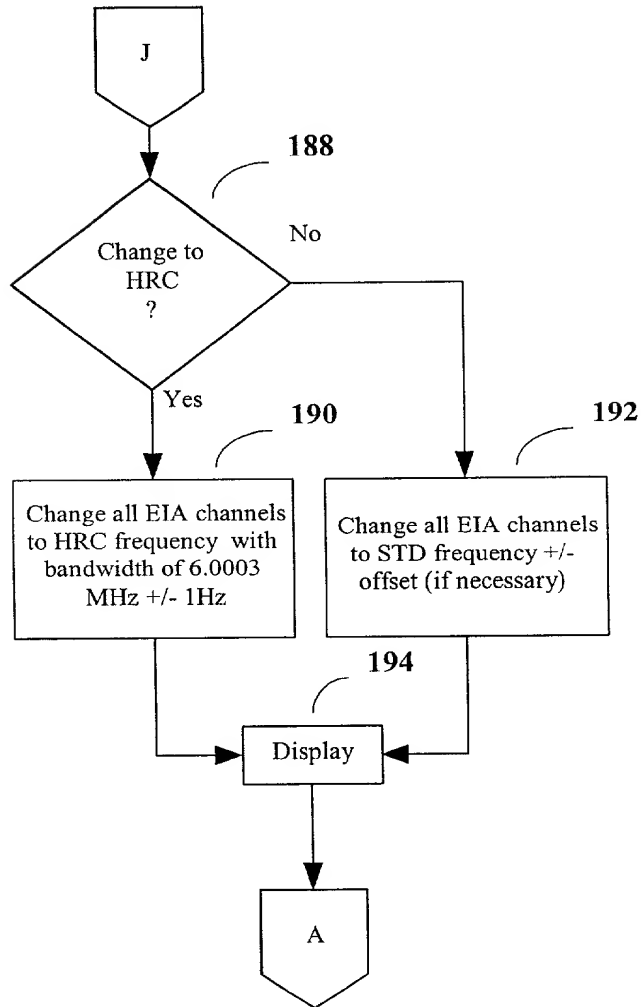 J
188
Change to
HRC
?
No
Yes
190
192
Change all EIA channels
to HRC frequency with
bandwidth of 6.0003
MHz +/- 1Hz
Change all EIA channels
to STD frequency +/-
offset (if necessary)
194
Display
A